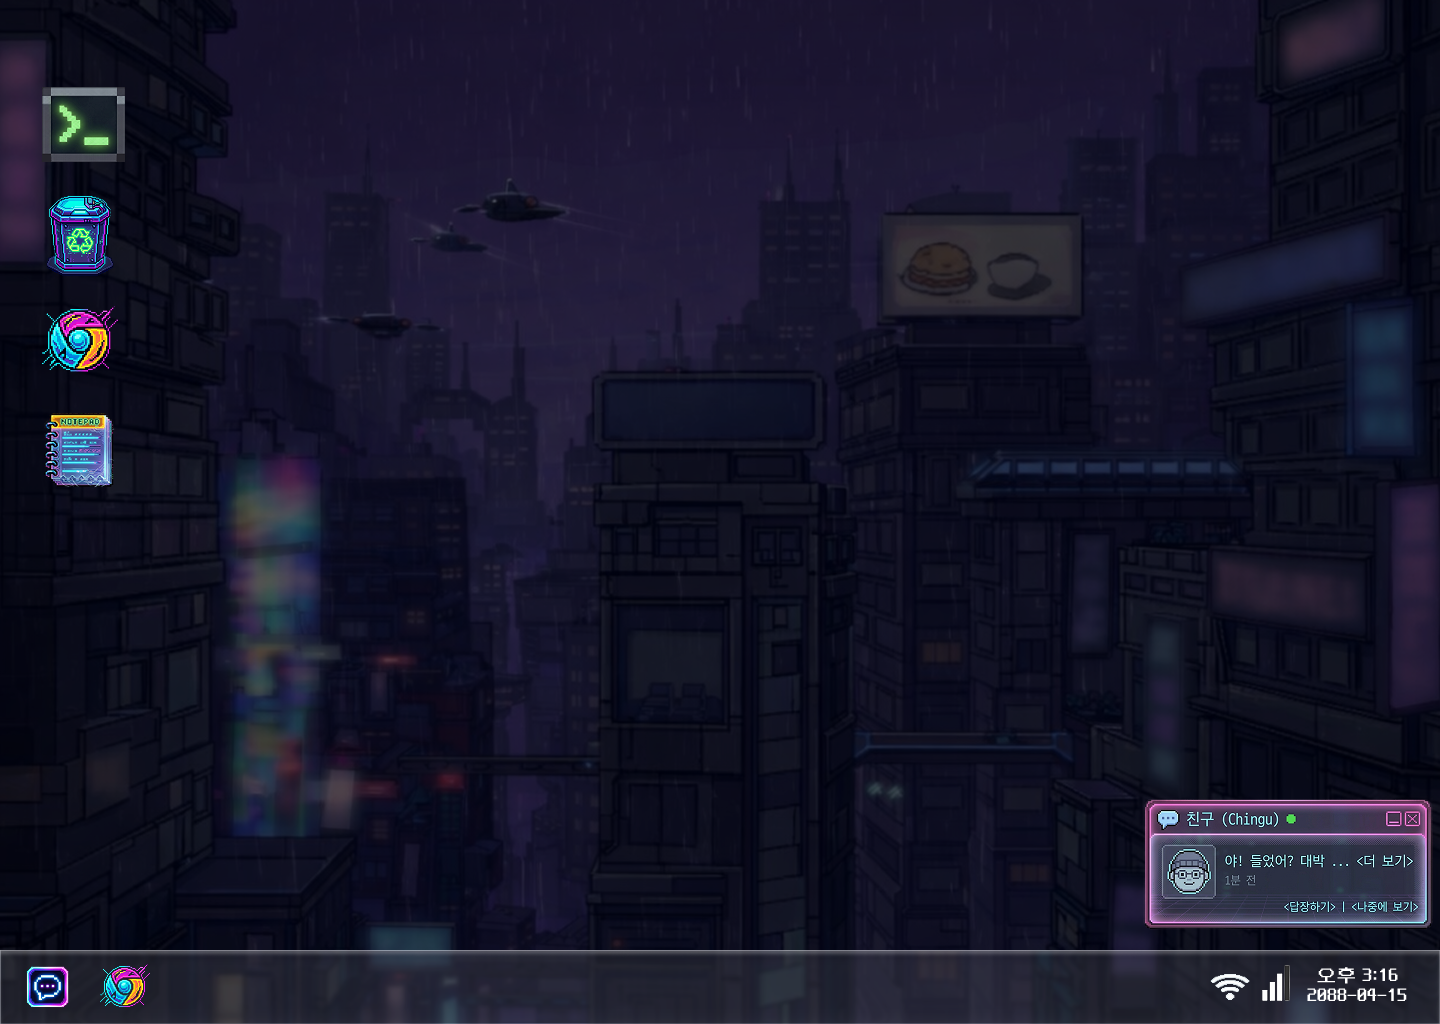 >_
NOTEPAD
친구 (Chingu)
야! 들었어? 대박 ... <더 보기>
1분 전
<답장하기> | <나중에 보기>
오후 3:16
2088-04-15